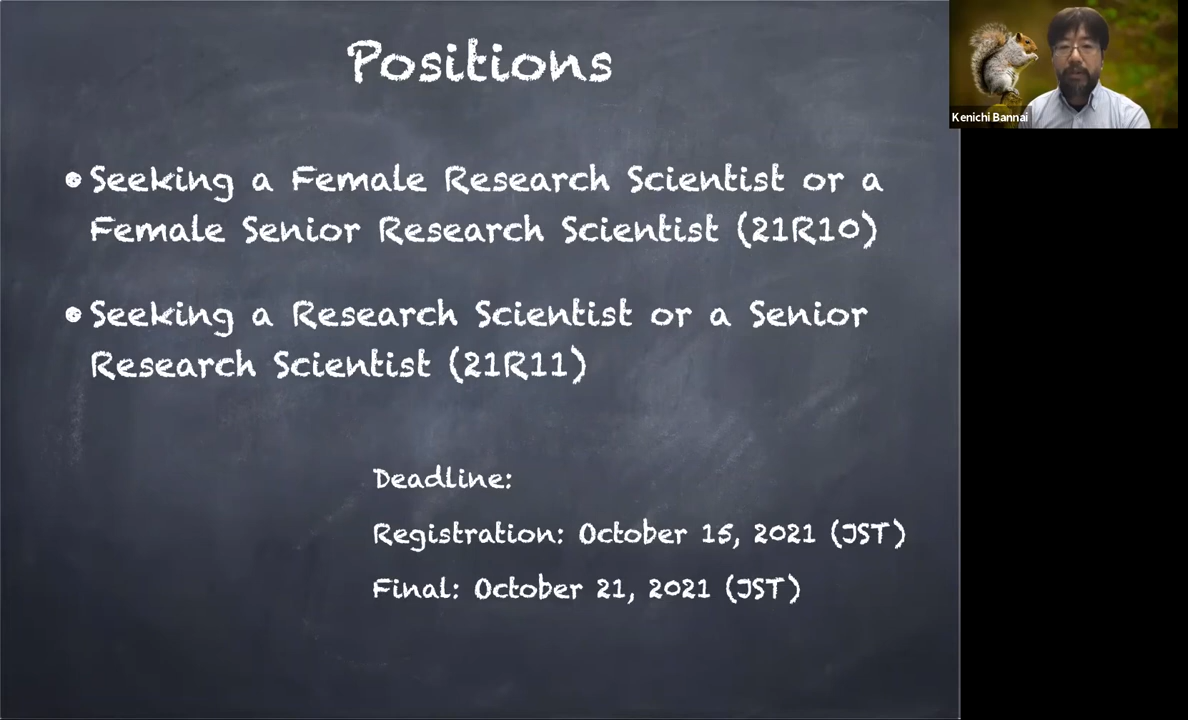 Positions
• Seeking a Female Research Scientist or a
Female Senior Research Scientist (21R10)
• Seeking a Research Scientist or a Senior
Research Scientist (21R11)
Deadline:
Registration: October 15, 2021 (JST)
Final: October 21, 2021 (JST)
Kenichi Bannai